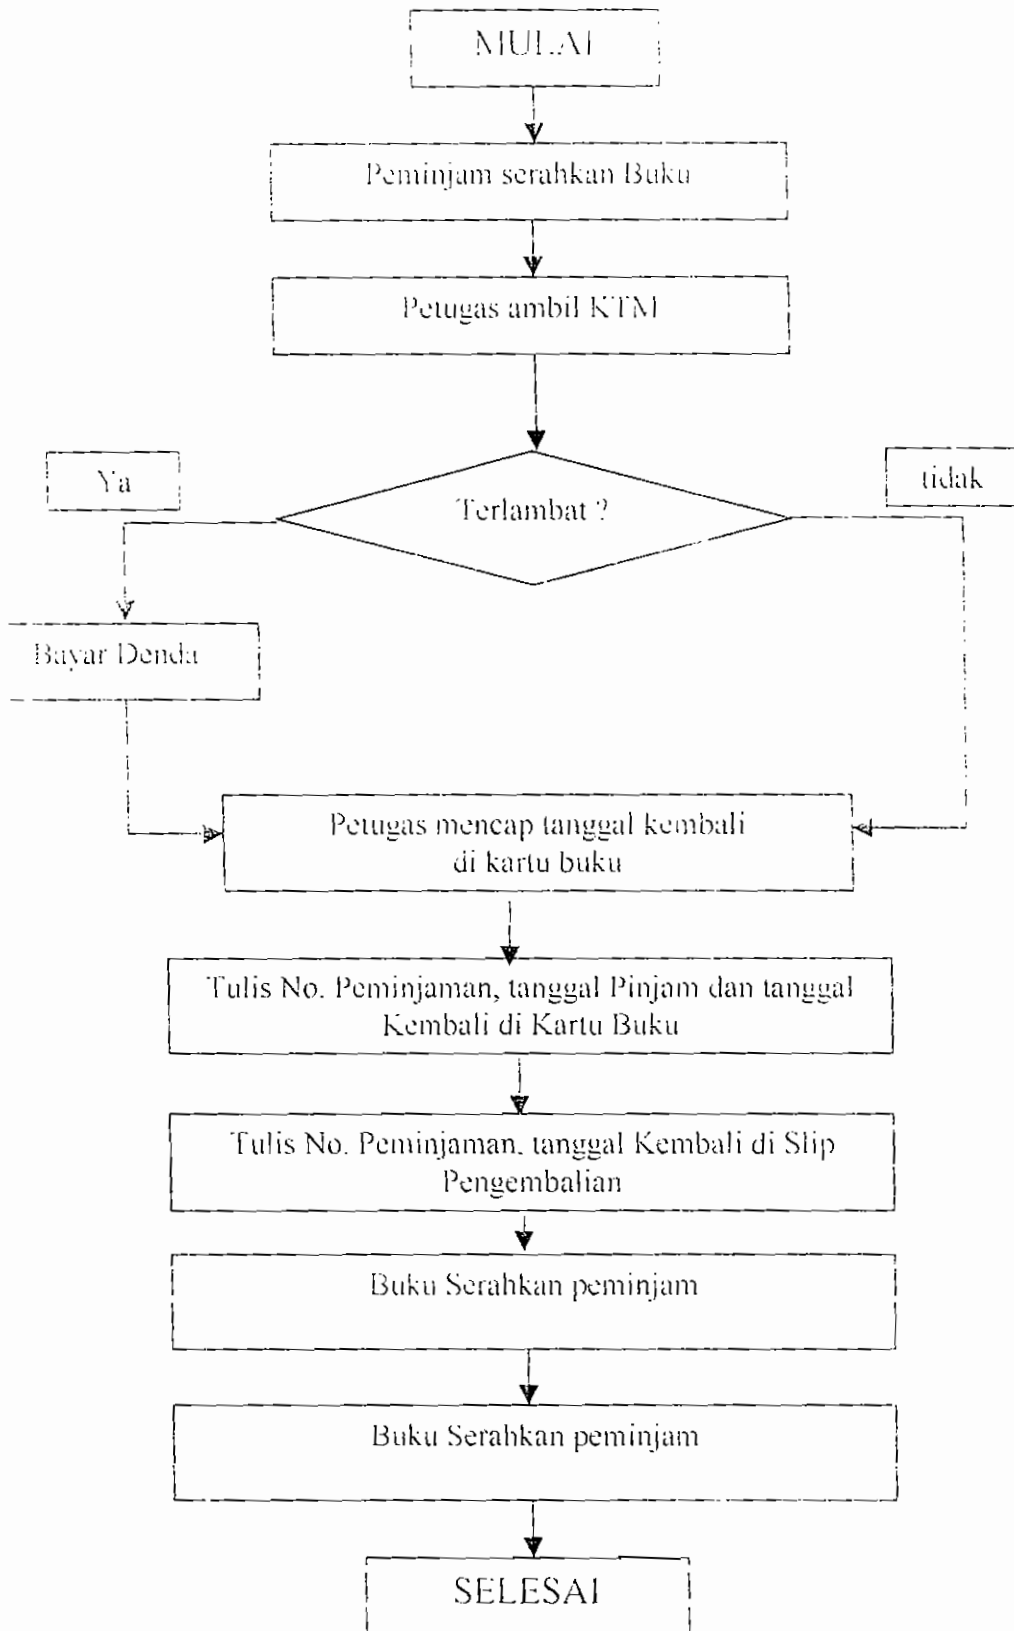 MULAI
Peminjam serahkan Buku
Petugas ambil KTM
Ya
Terlambat ?
tidak
Bayar Denda
Petugas mencap tanggal kembali
di kartu buku
Tulis No. Peminjaman, tanggal Pinjam dan tanggal
Kembali di Kartu Buku
Tulis No. Peminjaman, tanggal Kembali di Slip
Pengembalian
Buku Serahkan peminjam
Buku Serahkan peminjam
SELESAI